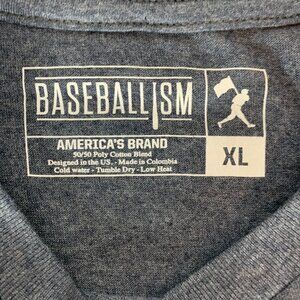 BASEBALLISM
AMERICA'S BRAND
50/50 Poly Cotton Blend
Designed in the US. - Made in Colombia
Cold water - Tumble Dry - Low Heat
XL